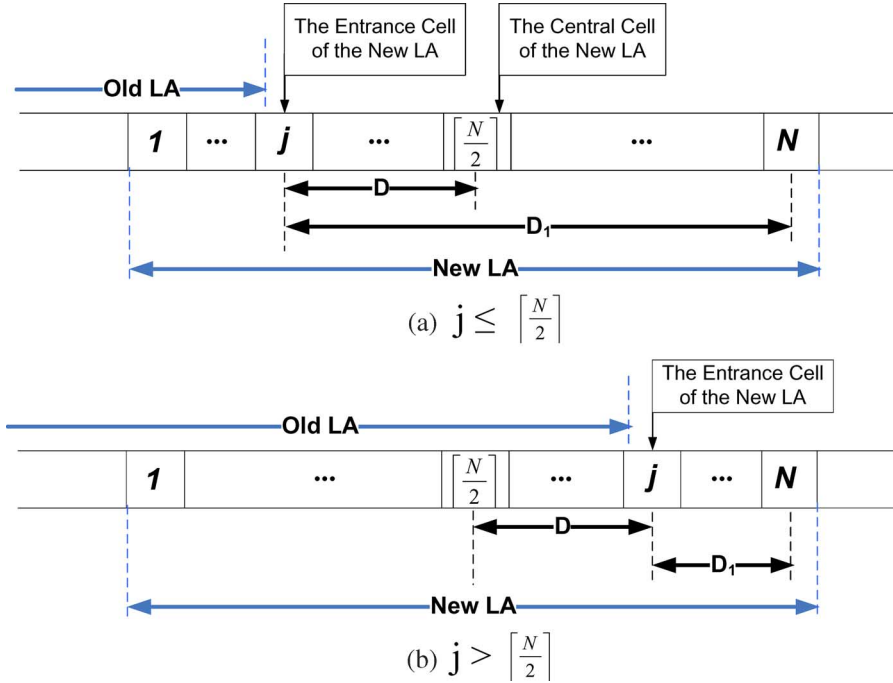 The Entrance Cell
of the New LA
The Central Cell
of the New LA
Old LA
1 ... j ... ⌈N/2⌉ ... N
D
D₁
New LA
(a) j ≤ ⌈N/2⌉
The Entrance Cell
of the New LA
Old LA
1 ... ⌈N/2⌉ ... j ... N
D
D₁
New LA
(b) j > ⌈N/2⌉